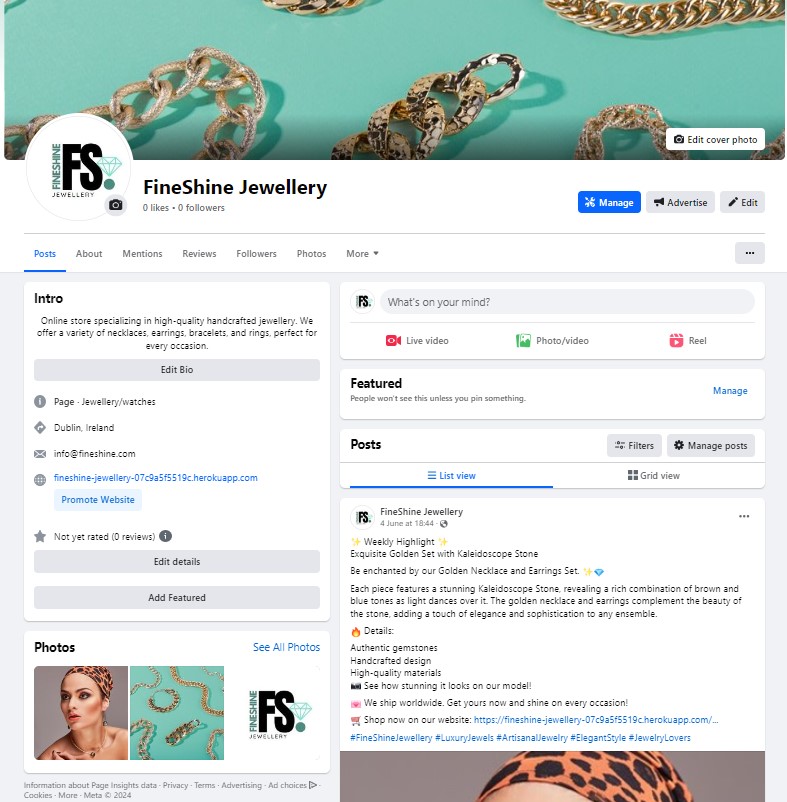 Edit cover photo
FINESHINE
FS.
JEWELLERY
FineShine Jewellery
0 likes • 0 followers
Manage
Advertise
Edit
Posts
About
Mentions
Reviews
Followers
Photos
More
Intro
Online store specializing in high-quality handcrafted jewellery. We
offer a variety of necklaces, earrings, bracelets, and rings, perfect for
every occasion.
Edit Bio
Page · Jewellery/watches
Dublin, Ireland
info@fineshine.com
fineshine-jewellery-07c9a5f5519c.herokuapp.com
Promote Website
Not yet rated (0 reviews)
Edit details
Add Featured
Photos
See All Photos
FINESHINE
FS.
JEWELLERY
Information about Page Insights data · Privacy · Terms · Advertising · Ad choices ·
Cookies · More · Meta © 2024
FS.
What's on your mind?
Live video
Photo/video
Reel
Featured
People won't see this unless you pin something.
Manage
Posts
Filters
Manage posts
List view
Grid view
FS.
FineShine Jewellery
4 June at 18:44 ·
✨ Weekly Highlight ✨
Exquisite Golden Set with Kaleidoscope Stone
Be enchanted by our Golden Necklace and Earrings Set. ✨💎
Each piece features a stunning Kaleidoscope Stone, revealing a rich combination of brown and
blue tones as light dances over it. The golden necklace and earrings complement the beauty of
the stone, adding a touch of elegance and sophistication to any ensemble.
🔥 Details:
Authentic gemstones
Handcrafted design
High-quality materials
📸 See how stunning it looks on our model!
💌 We ship worldwide. Get yours now and shine on every occasion!
🛒 Shop now on our website: https://fineshine-jewellery-07c9a5f5519c.herokuapp.com/...
#FineShineJewellery #LuxuryJewels #ArtisanalJewelry #ElegantStyle #JewelryLovers